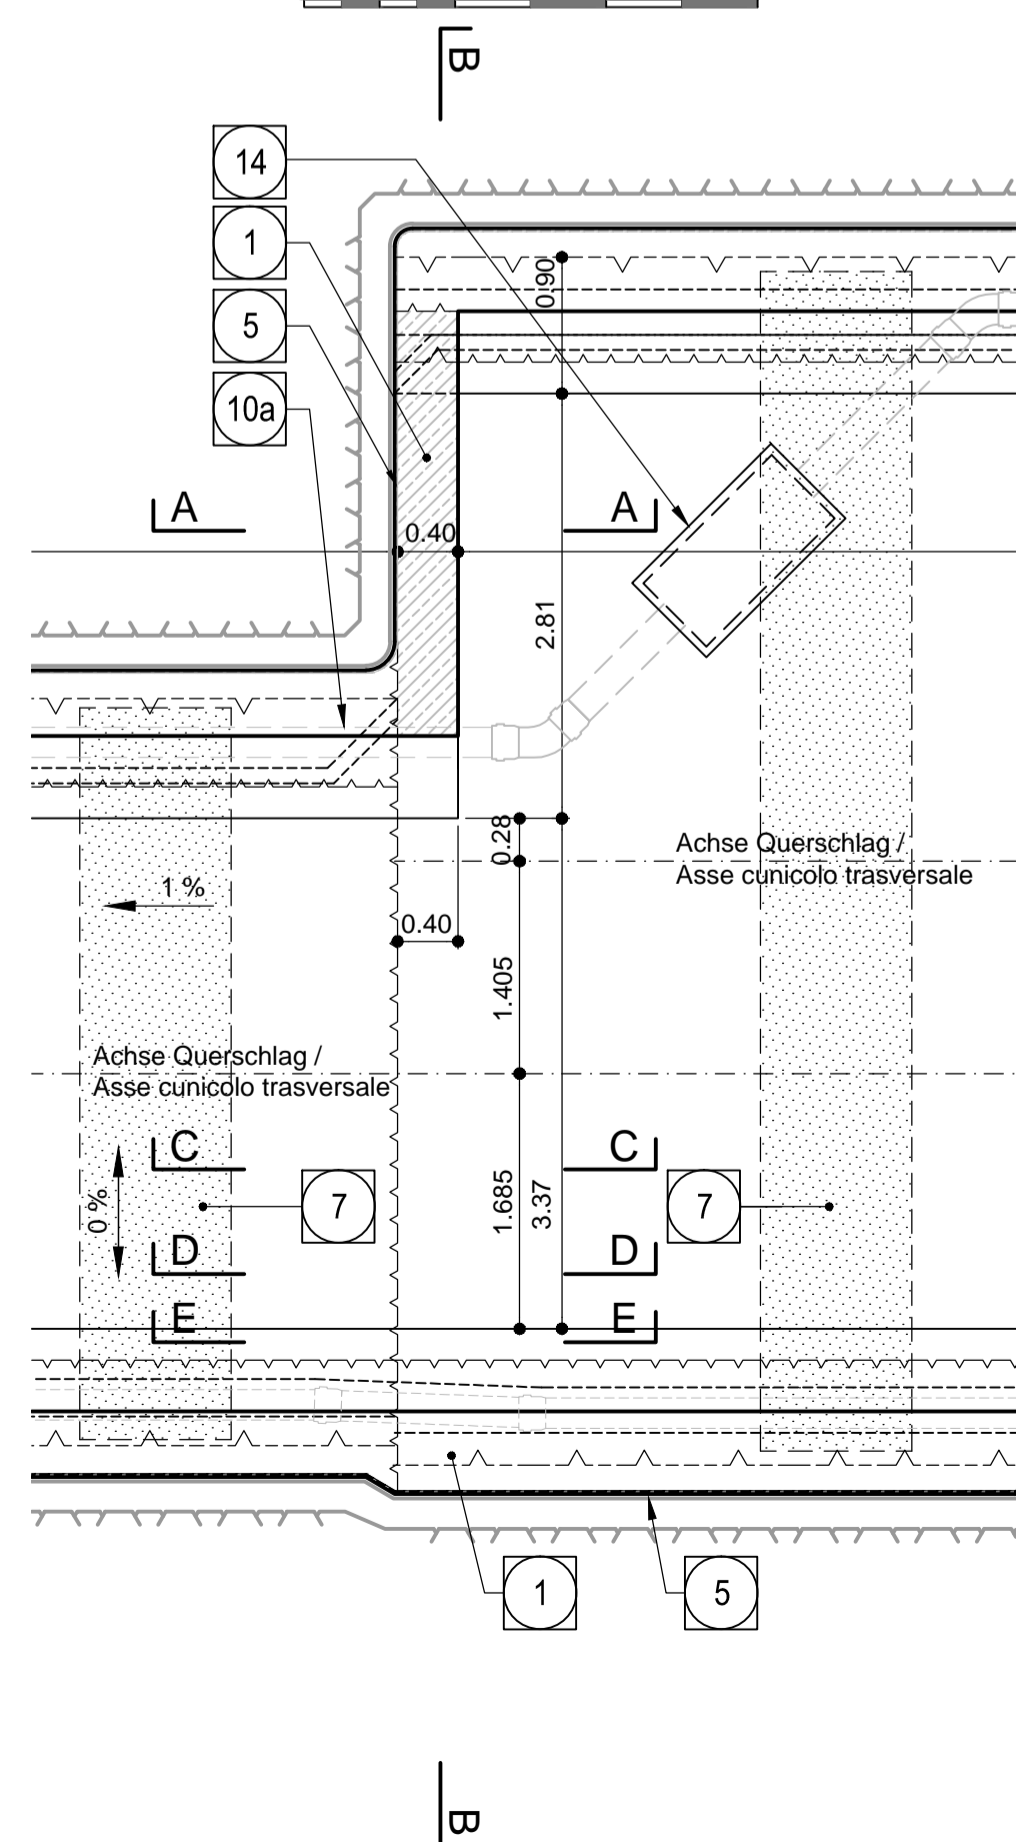 B
14
1
5
10a
0.90
A
A
0.40
2.81
0.28
Achse Querschlag /
Asse cunicolo trasversale
1 %
0.40
1.405
Achse Querschlag /
Asse cunicolo trasversale
C
C
0 %
7
1.685
3.37
7
D
D
E
E
1
5
B